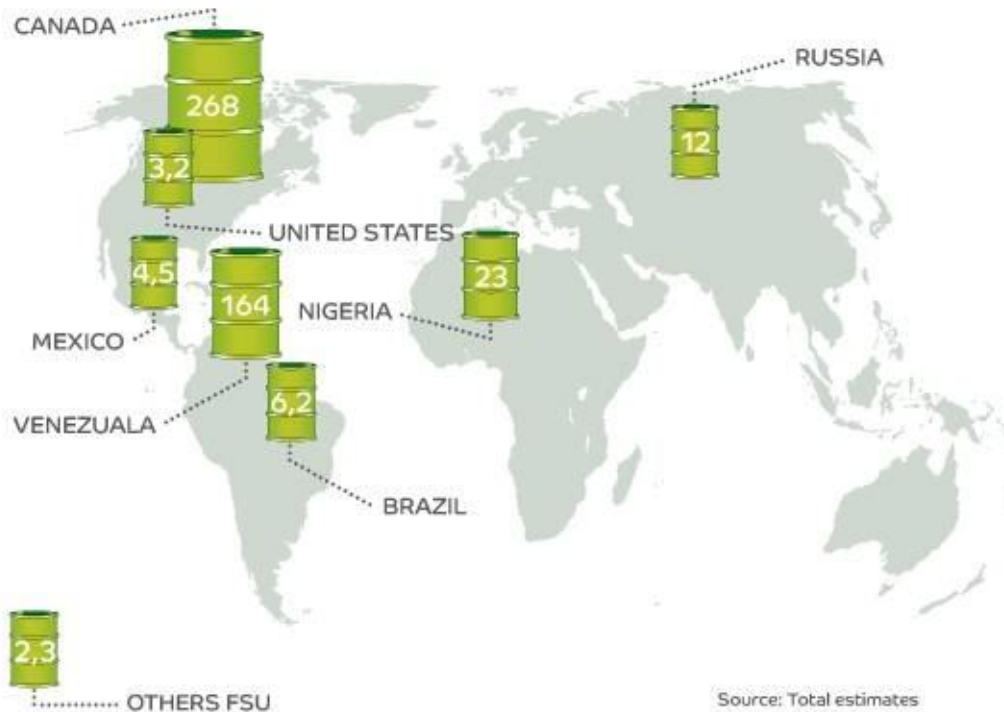 CANADA
268
RUSSIA
12
3,2
UNITED STATES
4,5
164
23
NIGERIA
MEXICO
6,2
VENEZUALA
BRAZIL
2,3
OTHERS FSU
Source: Total estimates